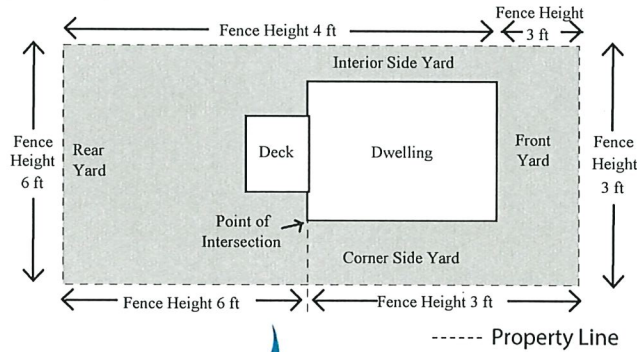 Fence Height 4 ft
Fence Height
3 ft
Interior Side Yard
Fence
Height
6 ft
Rear
Yard
Deck
Dwelling
Front
Yard
Fence
Height
3 ft
Point of
Intersection
Corner Side Yard
Fence Height 6 ft
Fence Height 3 ft
Property Line